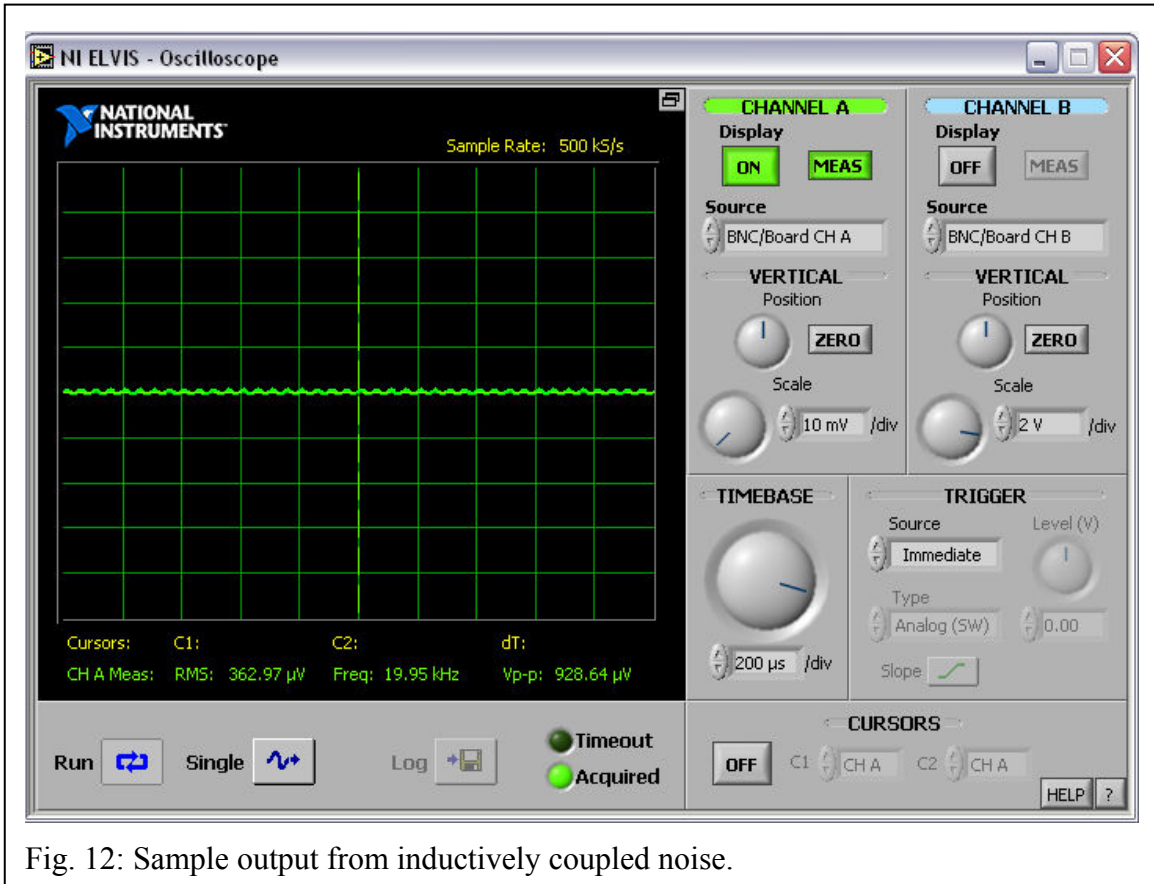 NI ELVIS - Oscilloscope
NATIONAL
INSTRUMENTS
Sample Rate: 500 kS/s
Cursors: C1: C2: dT:
CH A Meas: RMS: 362.97 µV Freq: 19.95 kHz Vp-p: 928.64 µV
Run Single Log
Timeout
Acquired
CHANNEL A
Display
ON MEAS
Source
BNC/Board CH A
VERTICAL
Position
ZERO
Scale
10 mV /div
CHANNEL B
Display
OFF MEAS
Source
BNC/Board CH B
VERTICAL
Position
ZERO
Scale
2 V /div
TIMEBASE
200 µs /div
TRIGGER
Source Level (V)
Immediate
Type
Analog (SW) 0.00
Slope
CURSORS
OFF C1 CH A C2 CH A
HELP ?
Fig. 12: Sample output from inductively coupled noise.